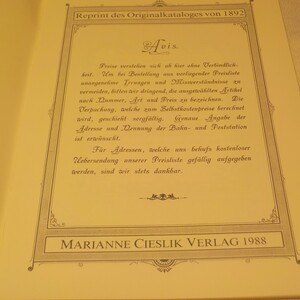 Reprint des Originalkataloges von 1892
Avis.
Preise verstehen sich ab hier ohne Verbindlich-
keit. Um bei Bestellung aus vorliegender Preisliste
unangenehme Irrungen und Missverständnisse zu
vermeiden, bitten wir dringend, die ausgewählten Artikel
nach Nummer, Art und Preis zu bezeichnen. Die
Verpackung, welche zum Selbstkostenpreise berechnet
wird, geschieht sorgfältig. Genaue Angabe der
Adresse und Nennung der Bahn- und Poststation
ist erwünscht.
Für Adressen, welche uns behufs kostenloser
Uebersendung unserer Preisliste gefällig aufgegeben
werden, sind wir stets dankbar.
MARIANNE CIESLIK VERLAG 1988